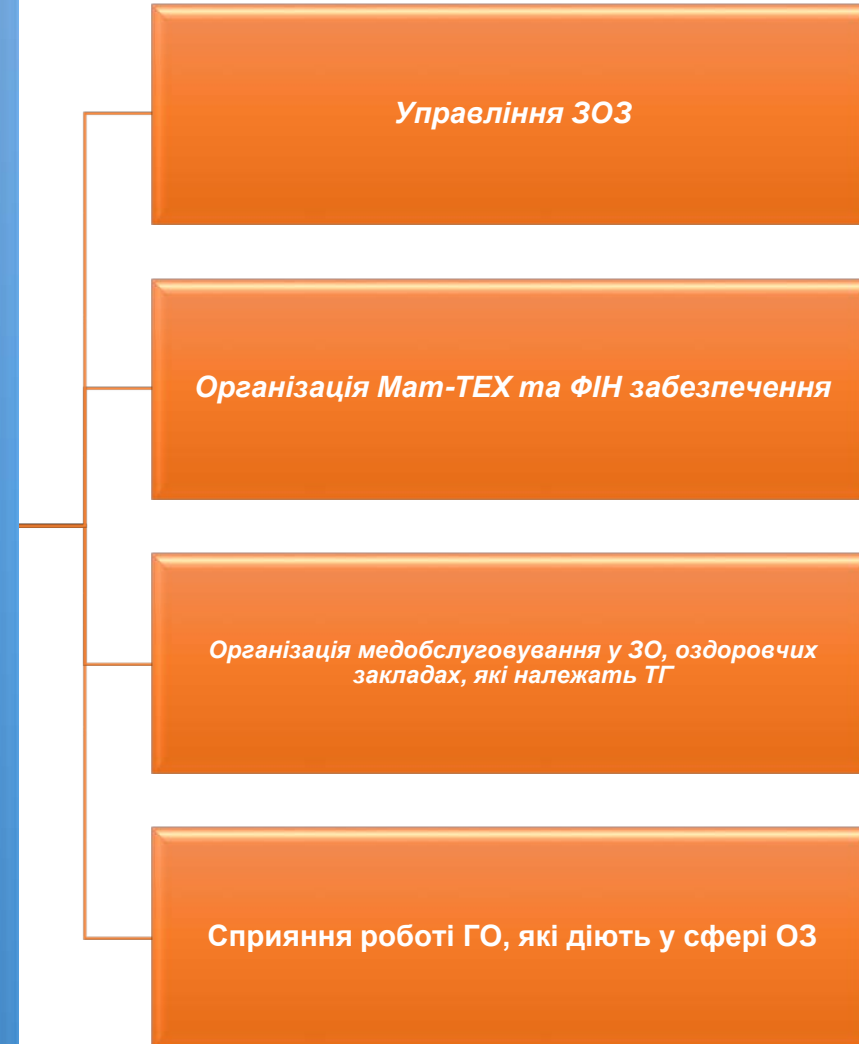 Управління ЗОЗ
Організація Мат-ТЕХ та ФІН забезпечення
Організація медобслуговування у ЗО, оздоровчих
закладах, які належать ТГ
Сприяння роботі ГО, які діють у сфері ОЗ